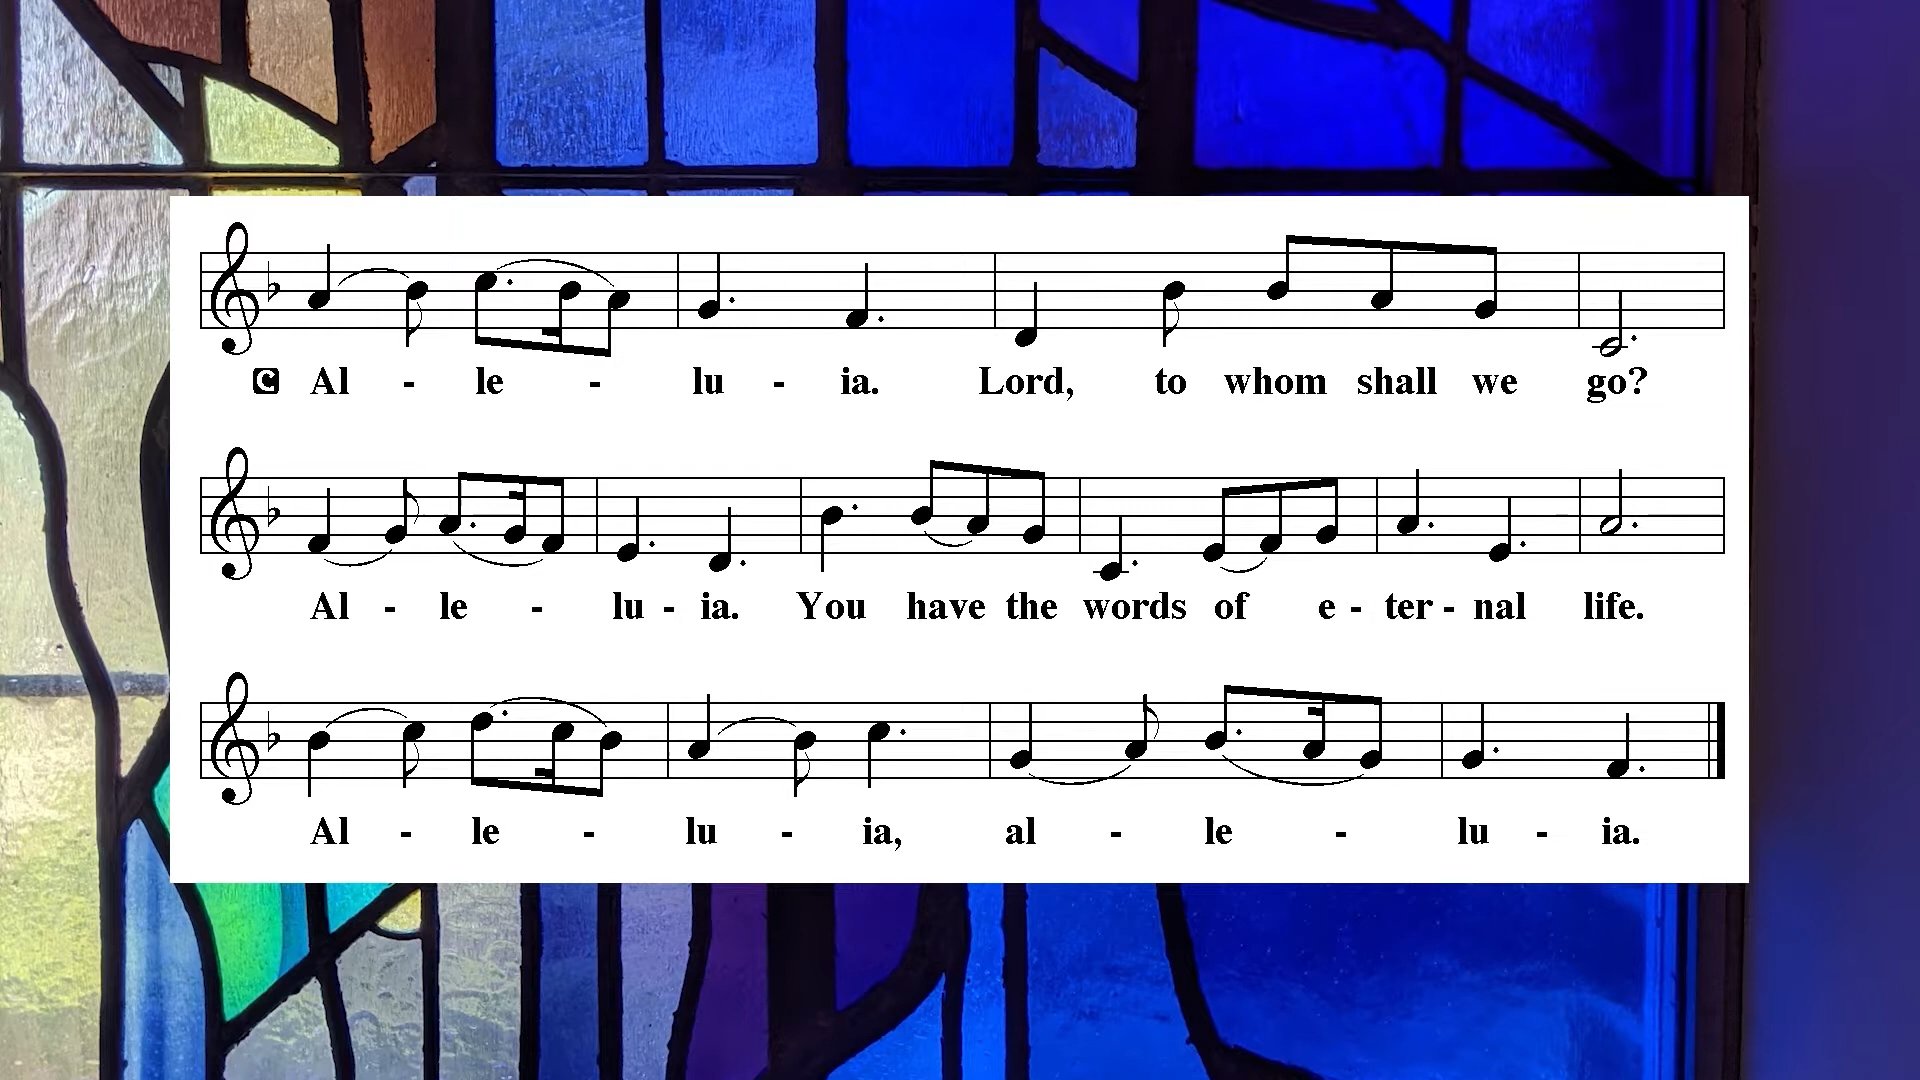 C Al - le - lu - ia. Lord, to whom shall we go?
Al - le - lu - ia. You have the words of e - ter - nal life.
Al - le - lu - ia, al - le - lu - ia.